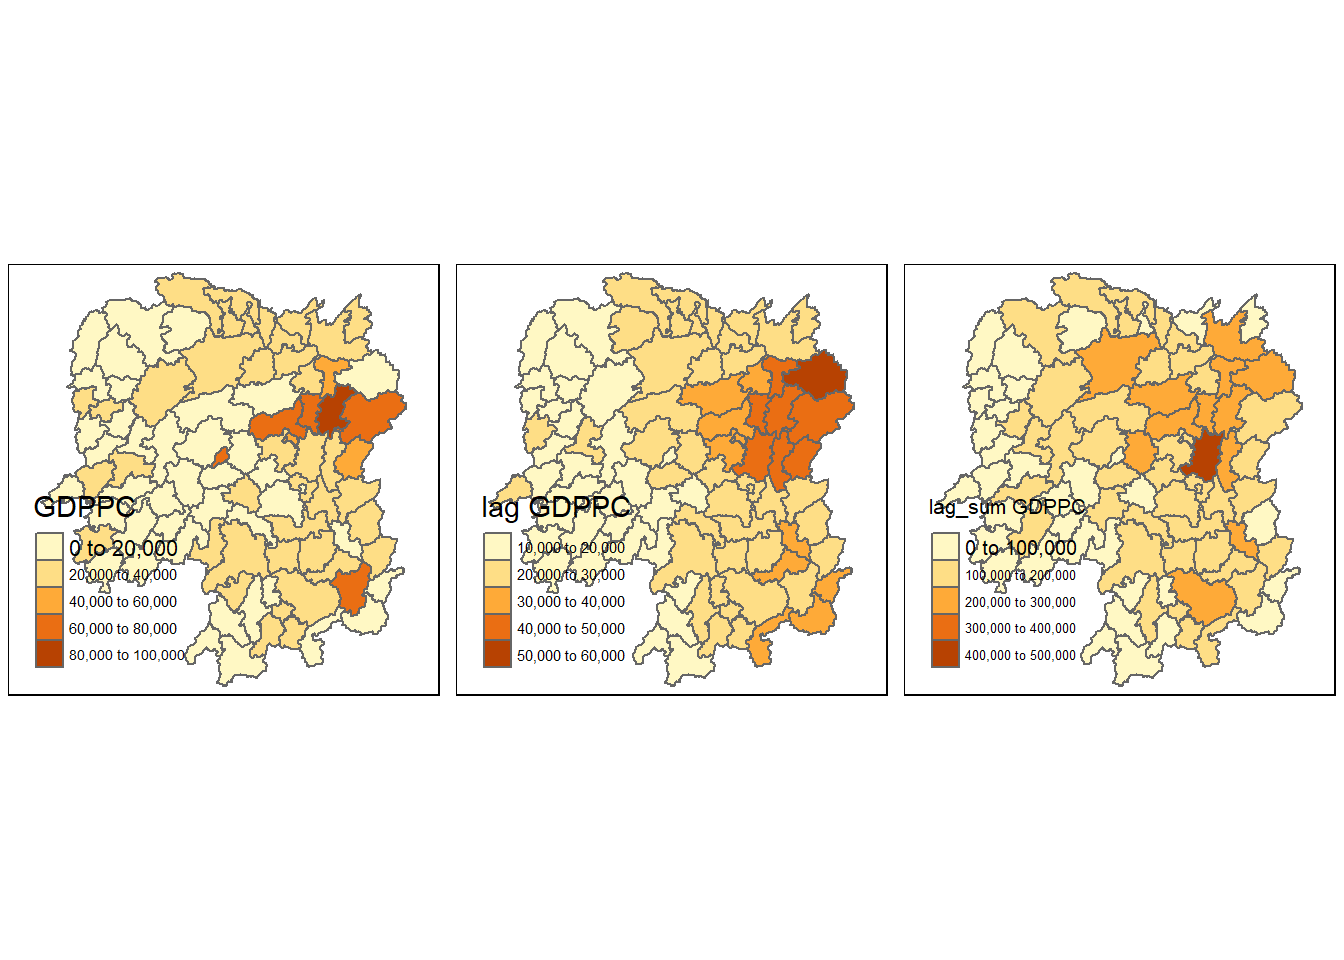 GDPPC
0 to 20,000
20,000 to 40,000
40,000 to 60,000
60,000 to 80,000
80,000 to 100,000
lag GDPPC
10,000 to 20,000
20,000 to 30,000
30,000 to 40,000
40,000 to 50,000
50,000 to 60,000
lag_sum GDPPC
0 to 100,000
100,000 to 200,000
200,000 to 300,000
300,000 to 400,000
400,000 to 500,000